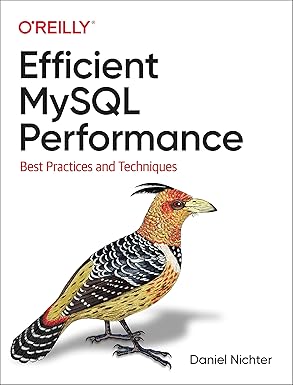 O'REILLY®
Efficient
MySQL
Performance
Best Practices and Techniques
Daniel Nichter